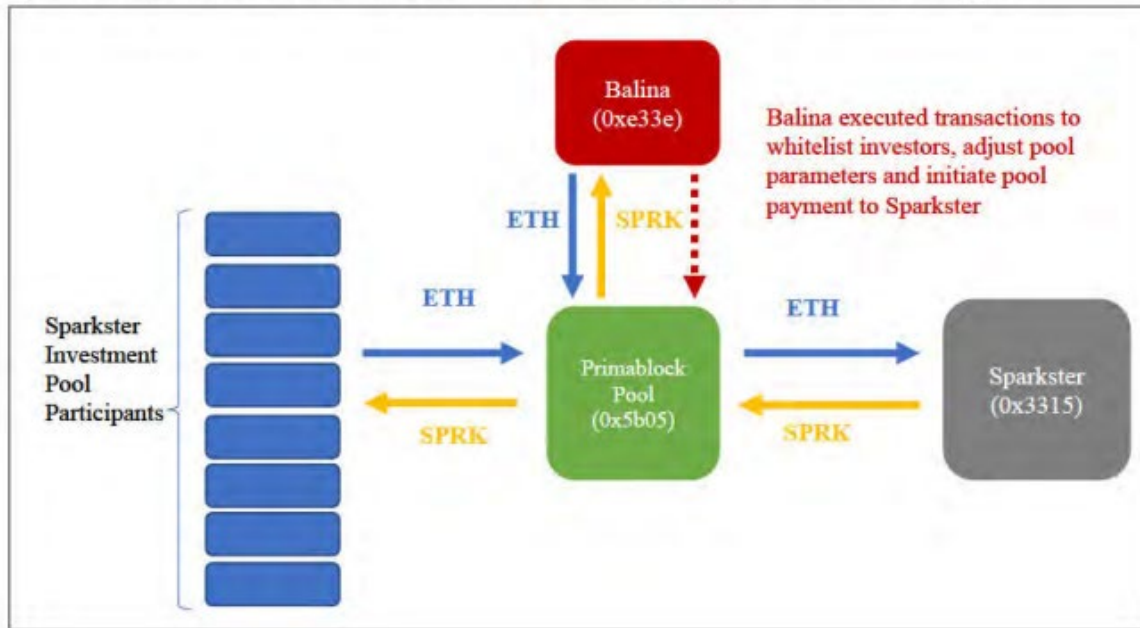 Balina
(0xe33e)
Balina executed transactions to
whitelist investors, adjust pool
parameters and initiate pool
payment to Sparkster
ETH
SPRK
Sparkster
Investment
Pool
Participants
ETH
SPRK
Primablock
Pool
(0x5b05)
ETH
SPRK
Sparkster
(0x3315)